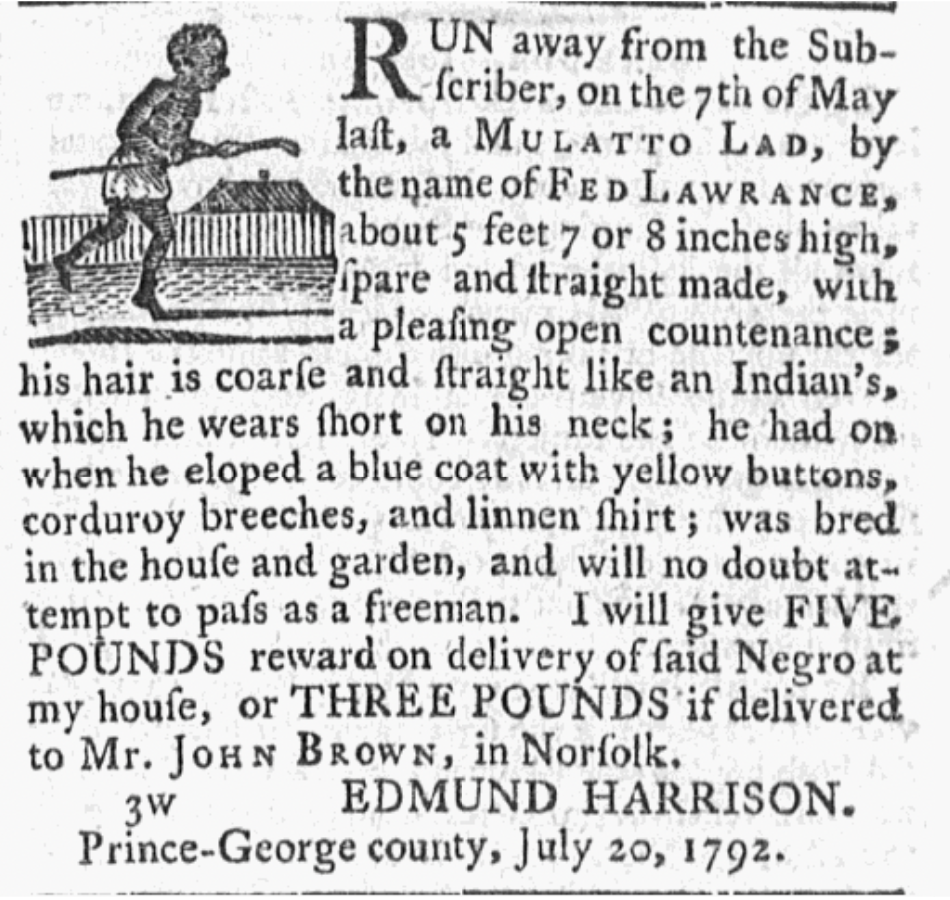 RUN away from the Sub-
ſcriber, on the 7th of May
laſt, a MULATTO LAD, by
the name of FED LAWRANCE,
about 5 feet 7 or 8 inches high,
ſpare and ſtraight made, with
a pleaſing open countenance;
his hair is coarſe and ſtraight like an Indian's,
which he wears ſhort on his neck; he had on
when he eloped a blue coat with yellow buttons,
corduroy breeches, and linnen ſhirt; was bred
in the houſe and garden, and will no doubt at-
tempt to paſs as a freeman. I will give FIVE
POUNDS reward on delivery of ſaid Negro at
my houſe, or THREE POUNDS if delivered
to Mr. JOHN BROWN, in Norfolk.
3w EDMUND HARRISON.
Prince-George county, July 20, 1792.